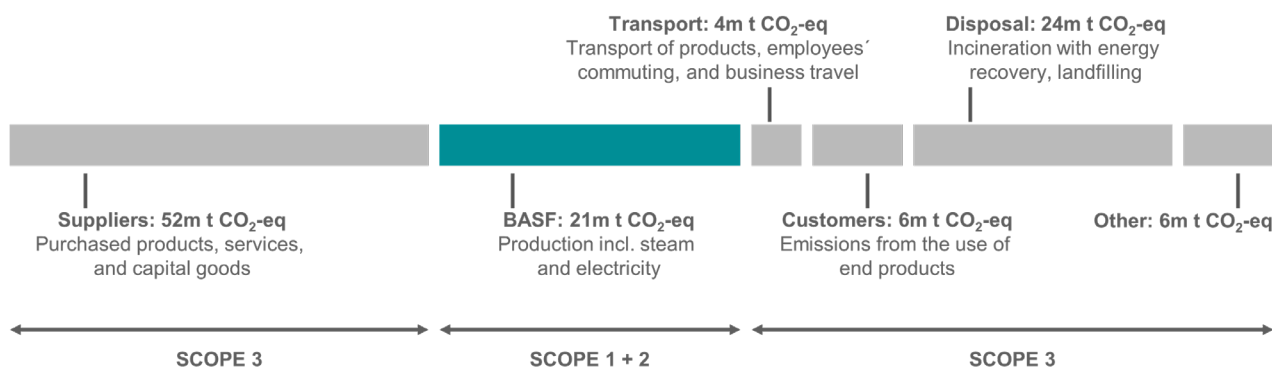 Transport: 4m t CO₂-eq
Transport of products, employees´
commuting, and business travel
Disposal: 24m t CO₂-eq
Incineration with energy
recovery, landfilling
Suppliers: 52m t CO₂-eq
Purchased products, services,
and capital goods
BASF: 21m t CO₂-eq
Production incl. steam
and electricity
Customers: 6m t CO₂-eq
Emissions from the use of
end products
Other: 6m t CO₂-eq
SCOPE 3
SCOPE 1 + 2
SCOPE 3